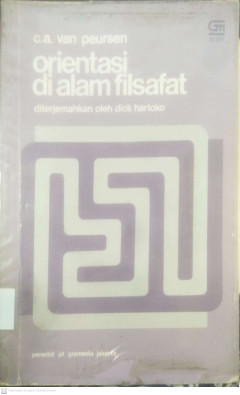 c.a. van peursen
orientasi
di alam filsafat
diterjemahkan oleh dick hartoko
penerbit pt gramedia jakarta